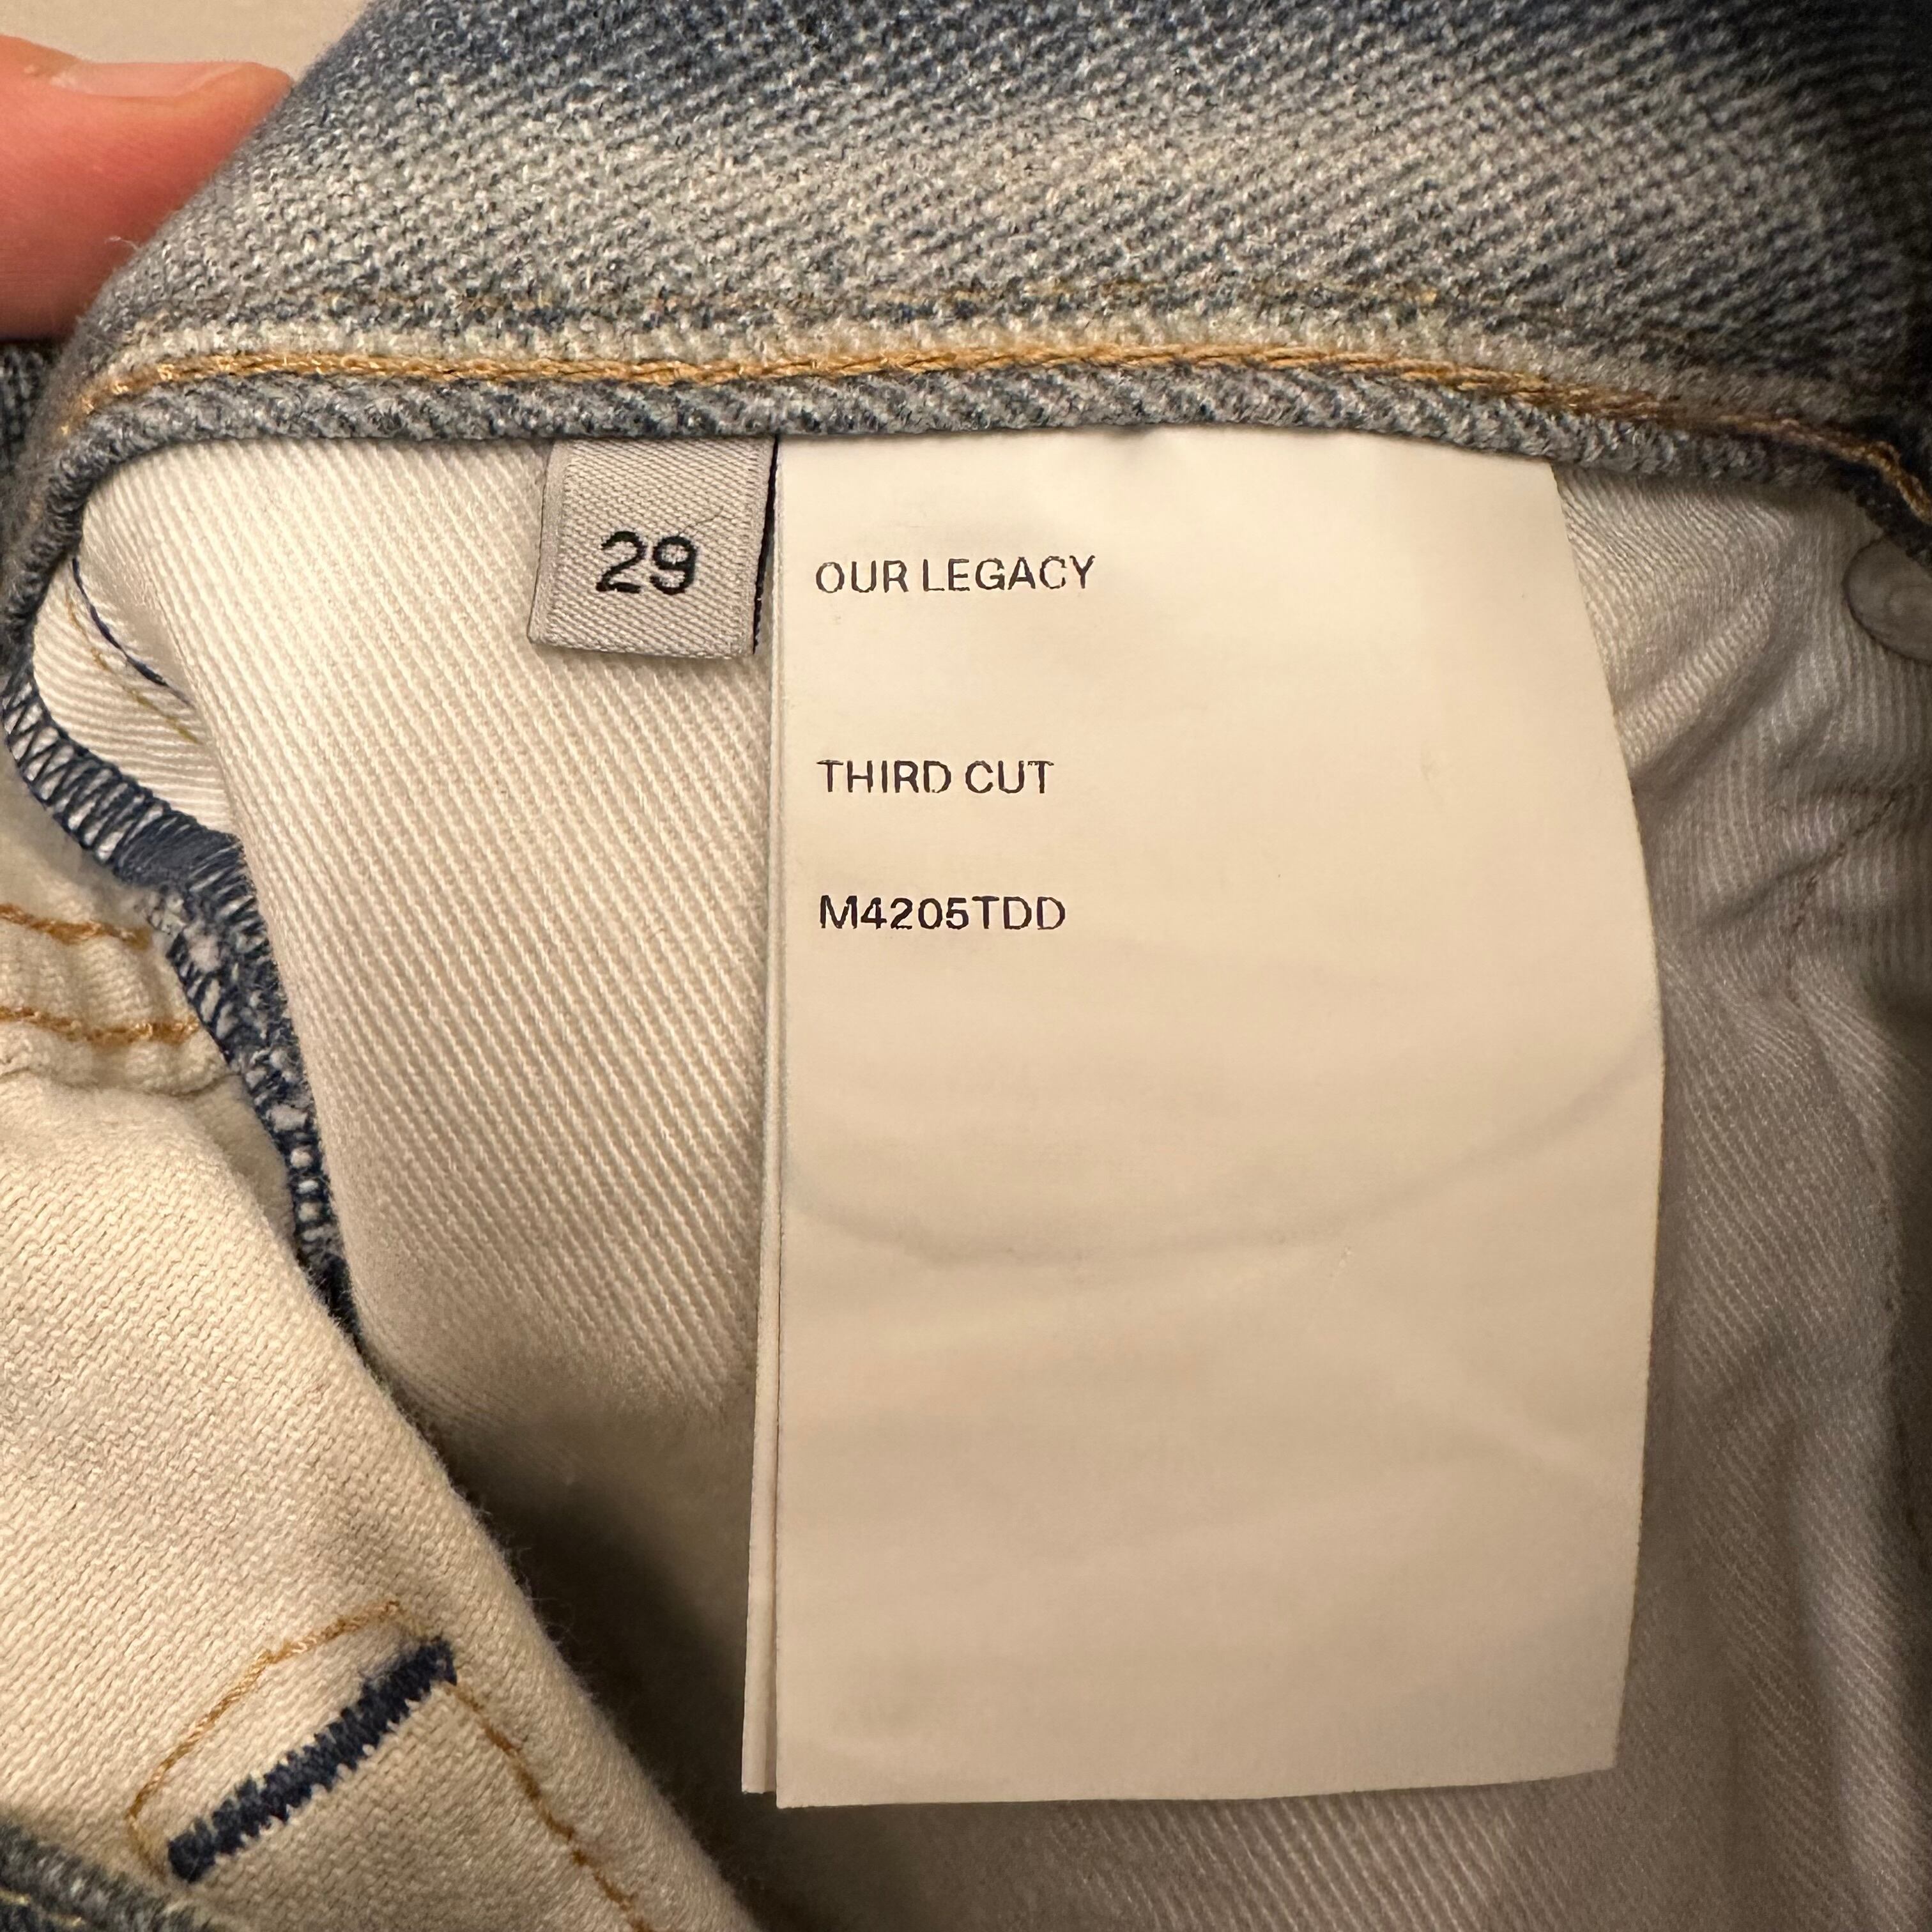 29
OUR LEGACY
THIRD CUT
M4205TDD